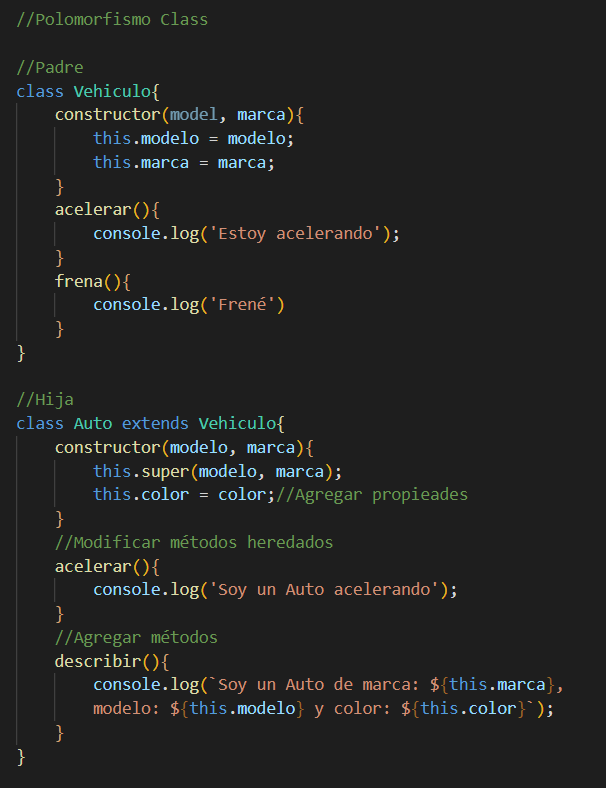 //Polomorfismo Class

//Padre
class Vehiculo{
    constructor(model, marca){
        this.modelo = modelo;
        this.marca = marca;
    }
    acelerar(){
        console.log('Estoy acelerando');
    }
    frena(){
        console.log('Frené')
    }
}

//Hija
class Auto extends Vehiculo{
    constructor(modelo, marca){
        this.super(modelo, marca);
        this.color = color;//Agregar propieades
    }
    //Modificar métodos heredados
    acelerar(){
        console.log('Soy un Auto acelerando');
    }
    //Agregar métodos
    describir(){
        console.log(`Soy un Auto de marca: ${this.marca},
        modelo: ${this.modelo} y color: ${this.color}`);
    }
}